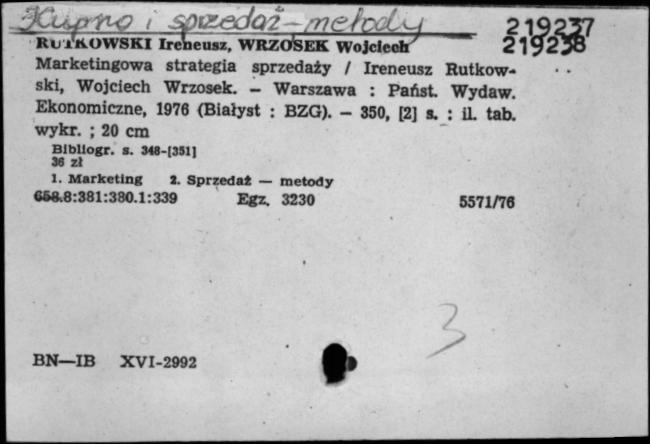 Kupno i sprzedaż - metody 219237
219238
RUTKOWSKI Ireneusz, WRZOSEK Wojciech
Marketingowa strategia sprzedaży / Ireneusz Rutkow-
ski, Wojciech Wrzosek. — Warszawa : Państ. Wydaw.
Ekonomiczne, 1976 (Białyst : BZG). — 350, [2] s. : il. tab.
wykr. ; 20 cm
Bibliogr. s. 348-[351]
36 zł
1. Marketing 2. Sprzedaż — metody
658.8:381:380.1:339 Egz. 3230 5571/76
3
BN—IB XVI-2992